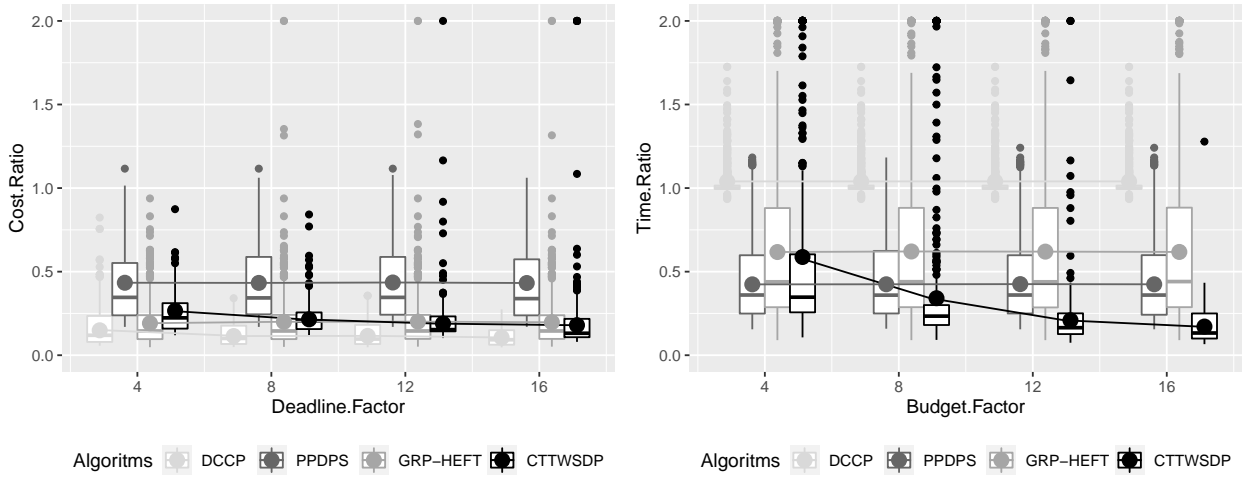 2.0
1.5
1.0
0.5
0.0
Cost.Ratio
4 8 12 16
Deadline.Factor
Algoritms DCCP PPDPS GRP−HEFT CTTWSDP
2.0
1.5
1.0
0.5
0.0
Time.Ratio
4 8 12 16
Budget.Factor
Algoritms DCCP PPDPS GRP−HEFT CTTWSDP